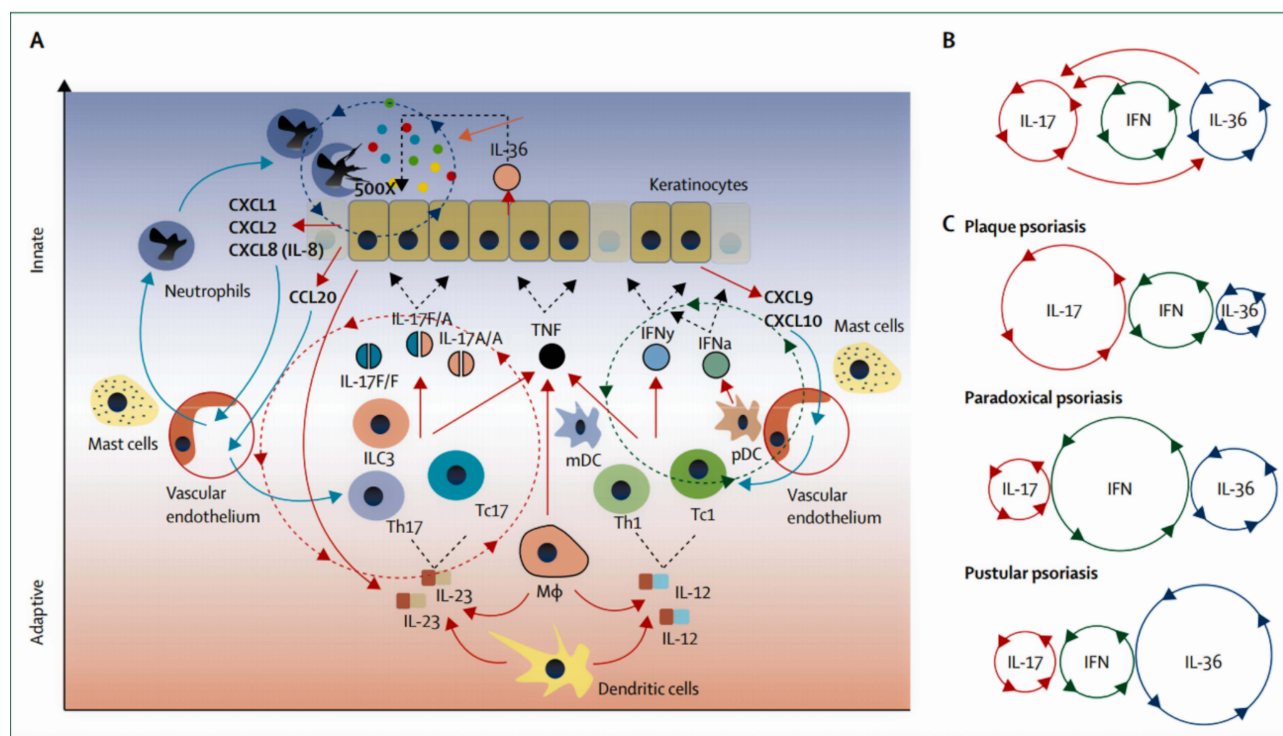 A
Innate
Adaptive
IL-36
500X
Keratinocytes
CXCL1
CXCL2
CXCL8 (IL-8)
Neutrophils
CCL20
CXCL9
CXCL10
Mast cells
IL-17F/A
IL-17A/A
IL-17F/F
TNF
IFNy
IFNa
Mast cells
Vascular
endothelium
ILC3
mDC
pDC
Vascular
endothelium
Th17
Tc17
Th1
Tc1
IL-23
IL-23
Mϕ
IL-12
IL-12
Dendritic cells
B
IL-17
IFN
IL-36
C
Plaque psoriasis
IL-17
IFN
IL-36
Paradoxical psoriasis
IL-17
IFN
IL-36
Pustular psoriasis
IL-17
IFN
IL-36